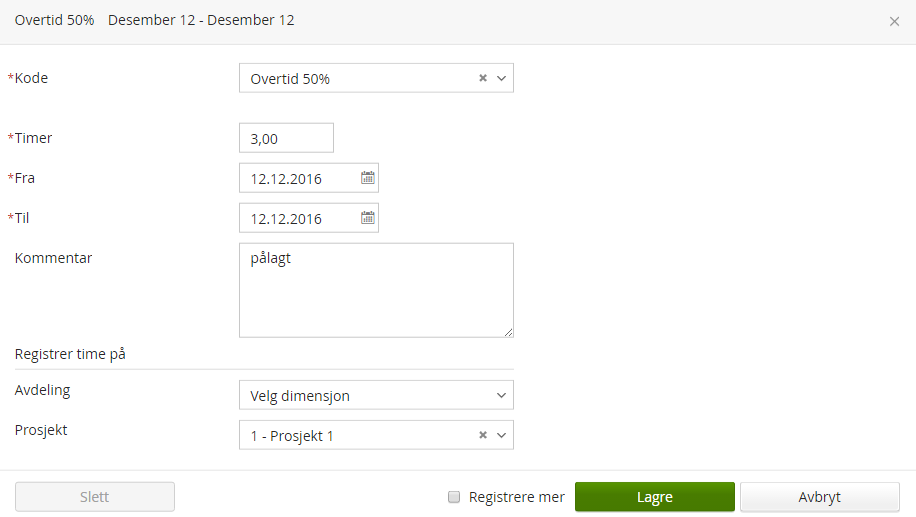 Overtid 50% Desember 12 - Desember 12
*Kode Overtid 50%
*Timer 3,00
*Fra 12.12.2016
*Til 12.12.2016
Kommentar pålagt
Registrer time på
Avdeling Velg dimensjon
Prosjekt 1 - Prosjekt 1
Slett Registrere mer Lagre Avbryt